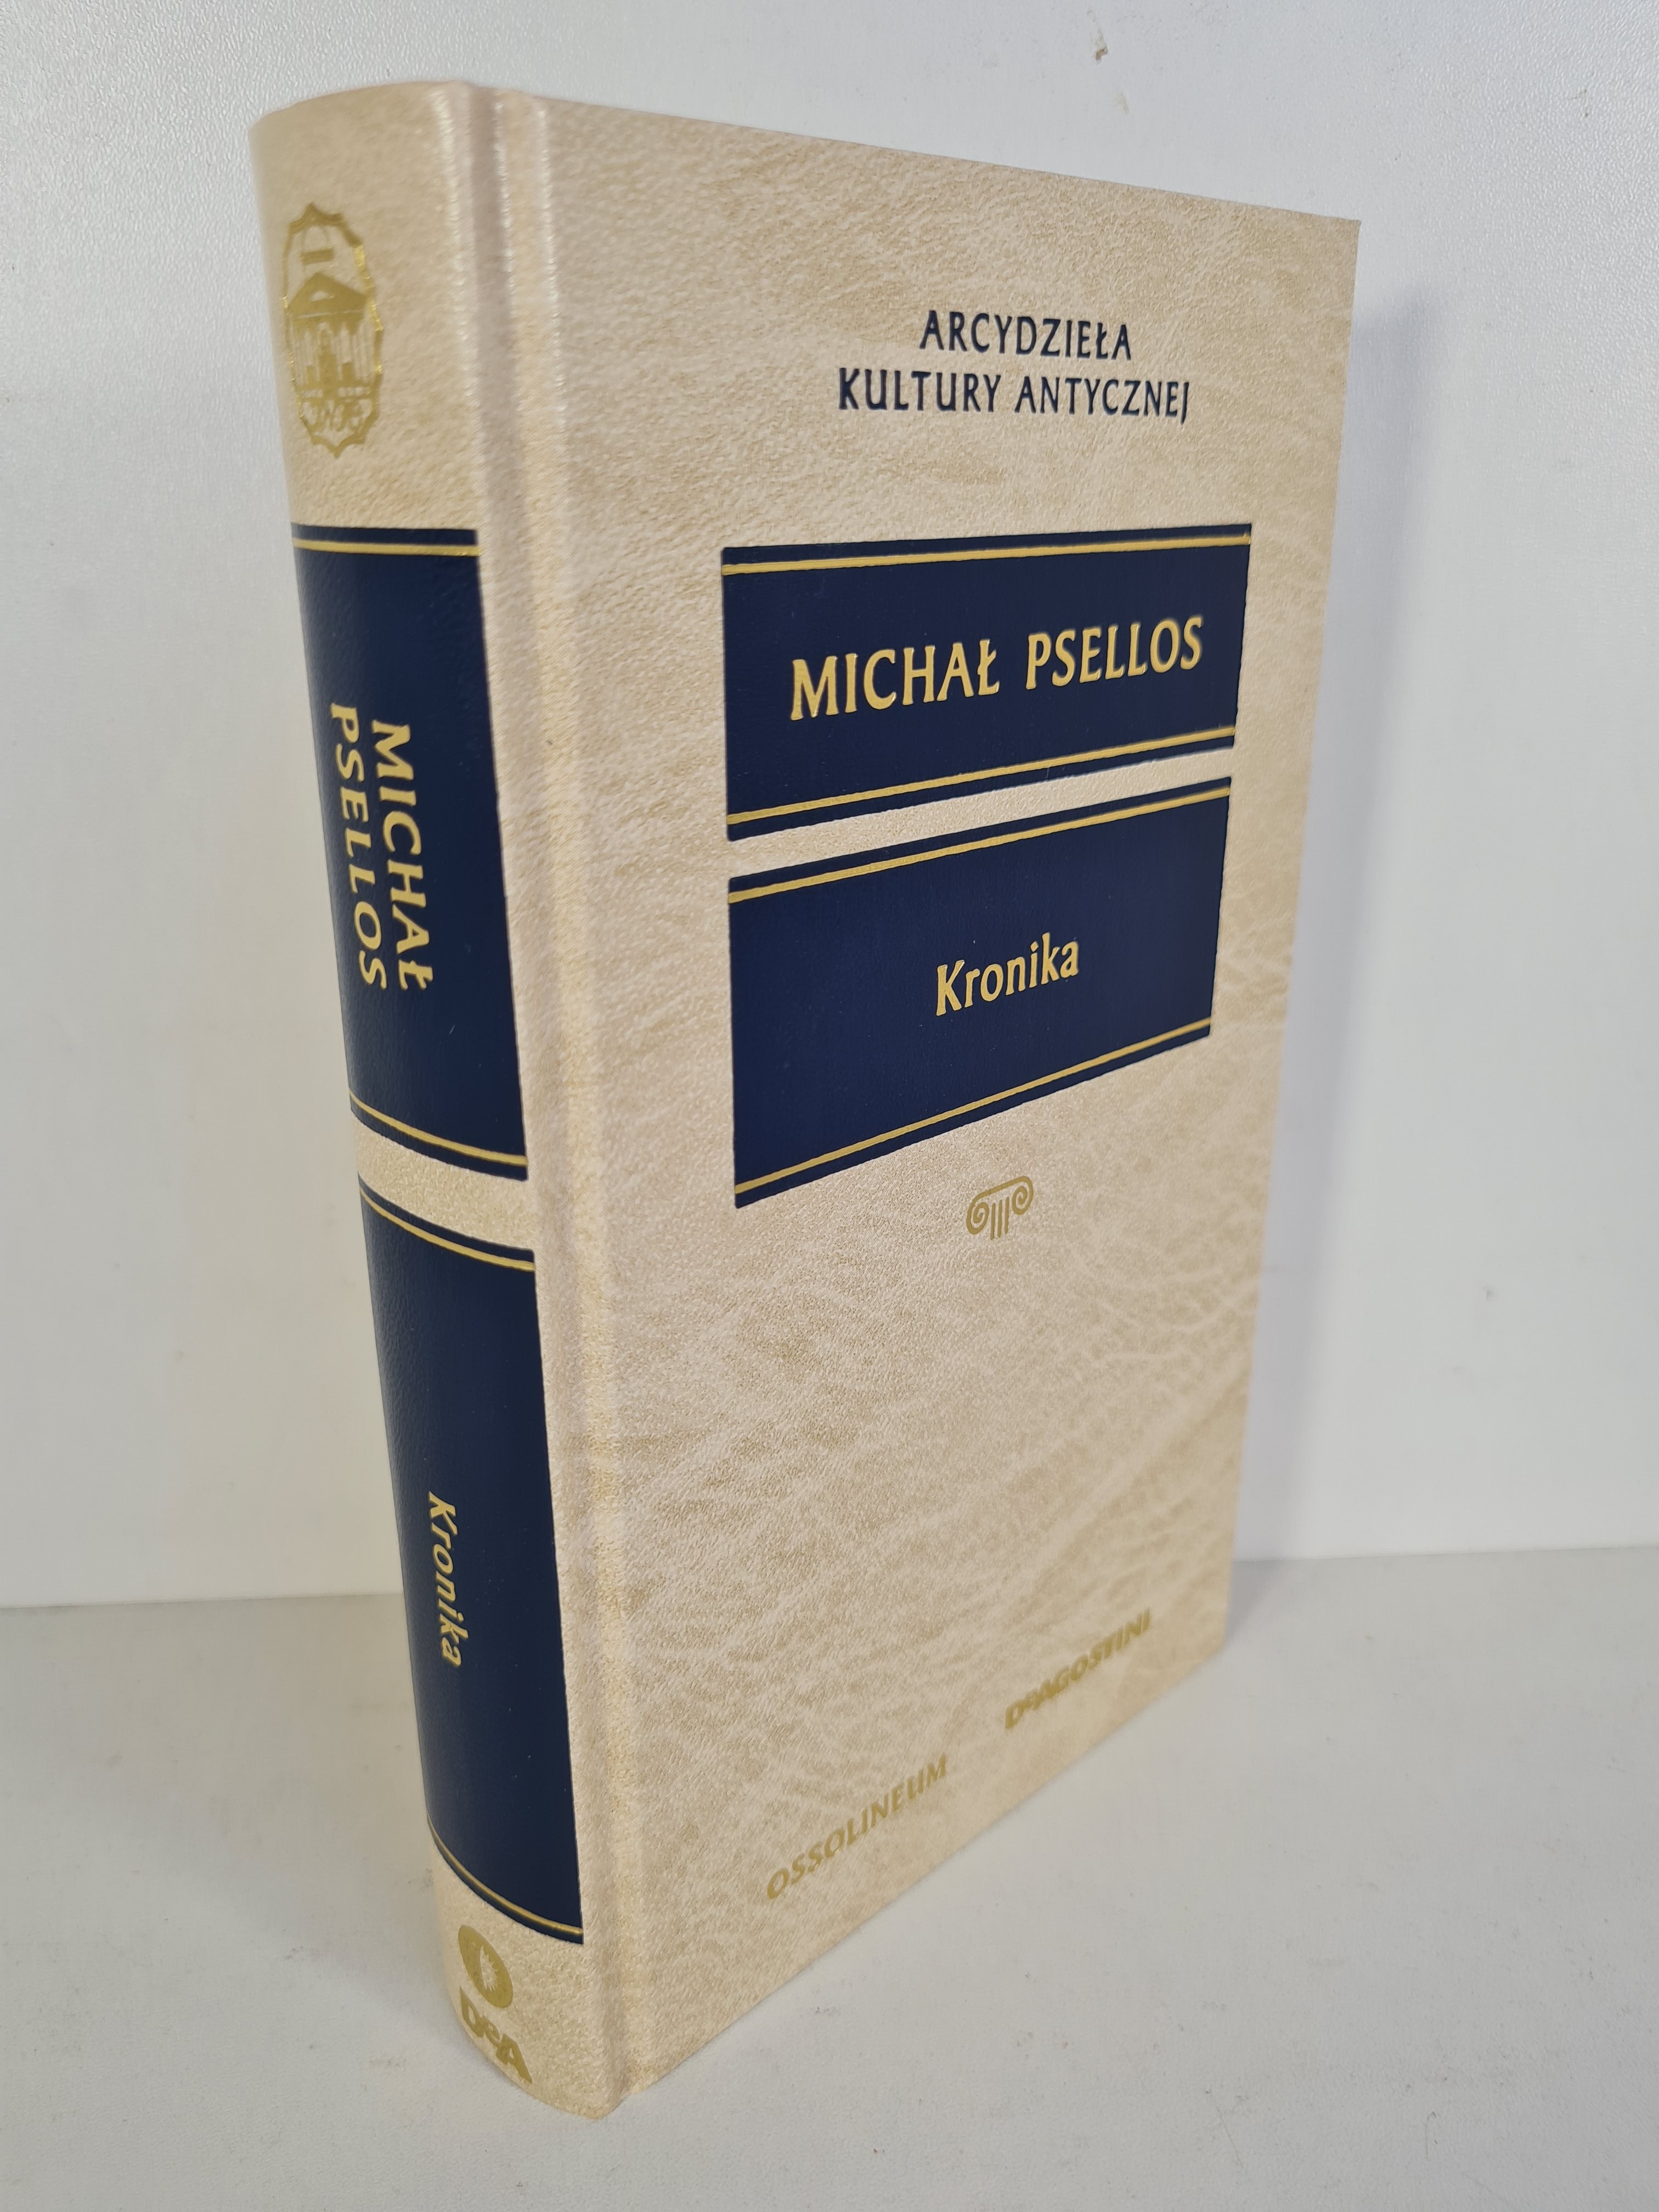 ARCYDZIEŁA
KULTURY ANTYCZNEJ
MICHAŁ PSELLOS
Kronika
OSSOLINEUM
DeAGOSTINI
MICHAŁ
PSELLOS
Kronika
DeA